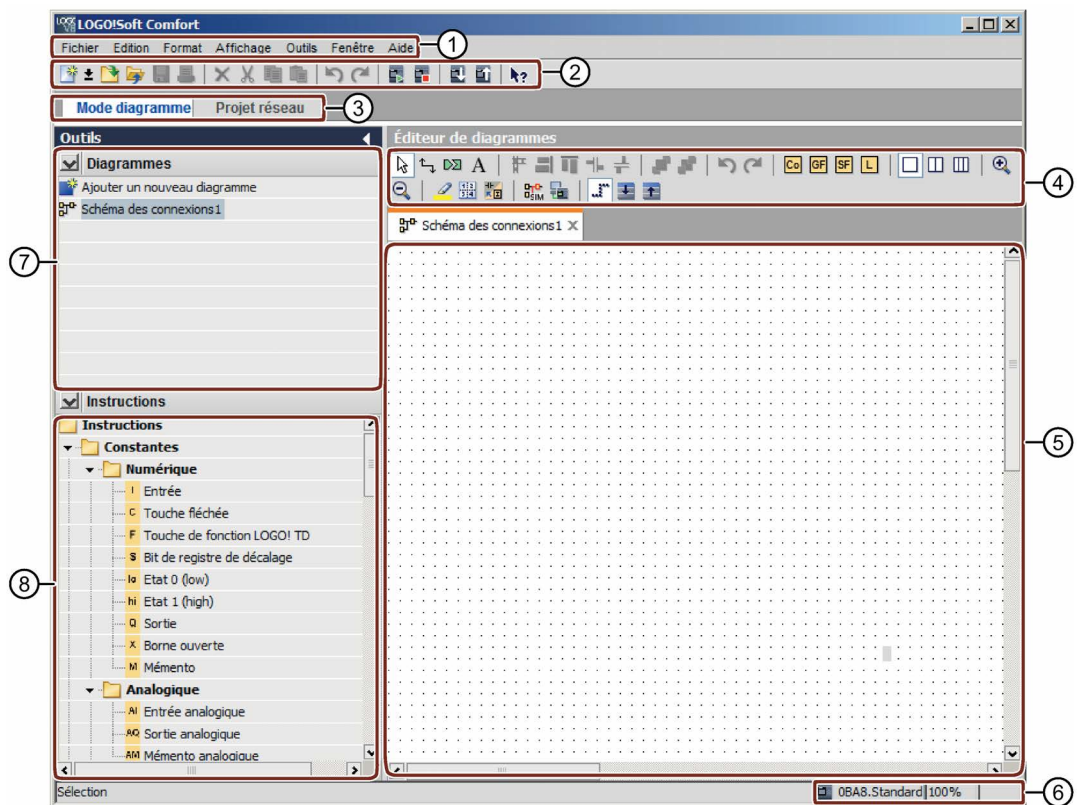 LOGO!Soft Comfort
Fichier Edition Format Affichage Outils Fenêtre Aide
1
2
Mode diagramme Projet réseau
3
Outils
Éditeur de diagrammes
Diagrammes
A
Co GF SF L
4
Ajouter un nouveau diagramme
SIM
Schéma des connexions1
Schéma des connexions1 X
7
Instructions
Instructions
Constantes
5
Numérique
I Entrée
C Touche fléchée
F Touche de fonction LOGO! TD
S Bit de registre de décalage
8
lo Etat 0 (low)
hi Etat 1 (high)
Q Sortie
X Borne ouverte
M Mémento
Analogique
AI Entrée analogique
AQ Sortie analogique
AM Mémento analogique
Sélection
0BA8.Standard 100%
6